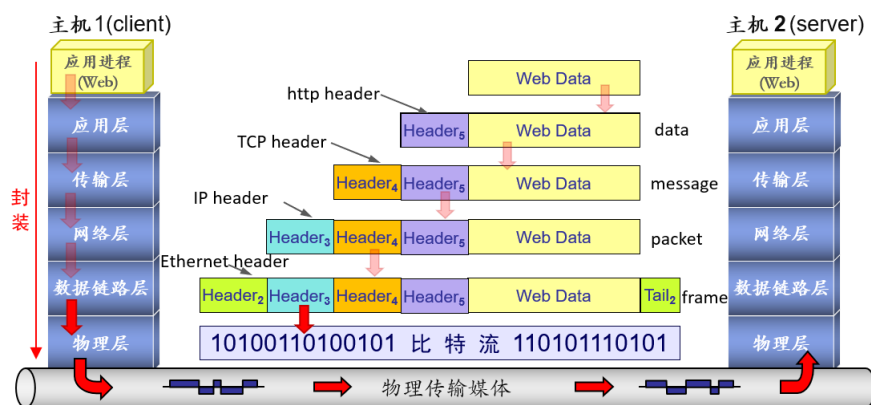 主机1(client)
主机 2(server)
应用进程
(Web)
应用层
传输层
网络层
数据链路层
物理层
封装
Web Data
http header
Header5
Web Data
data
TCP header
Header4
Header5
Web Data
message
IP header
Header3
Header4
Header5
Web Data
packet
Ethernet header
Header2
Header3
Header4
Header5
Web Data
Tail2
frame
10100110100101 比 特 流 110101110101
应用进程
(Web)
应用层
传输层
网络层
数据链路层
物理层
物理传输媒体